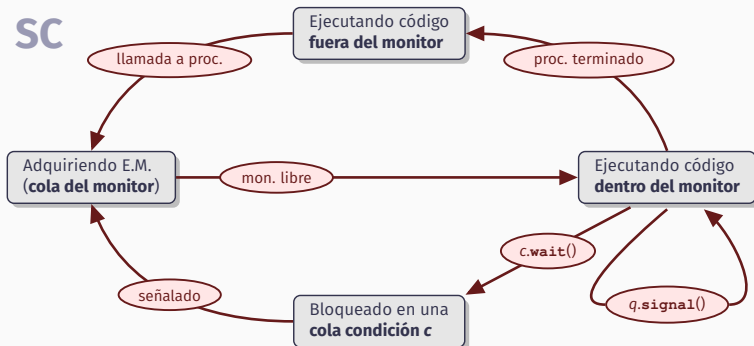 SC
Ejecutando código
fuera del monitor
llamada a proc.
proc. terminado
Adquiriendo E.M.
(cola del monitor)
mon. libre
Ejecutando código
dentro del monitor
c.wait()
señalado
Bloqueado en una
cola condición c
q.signal()